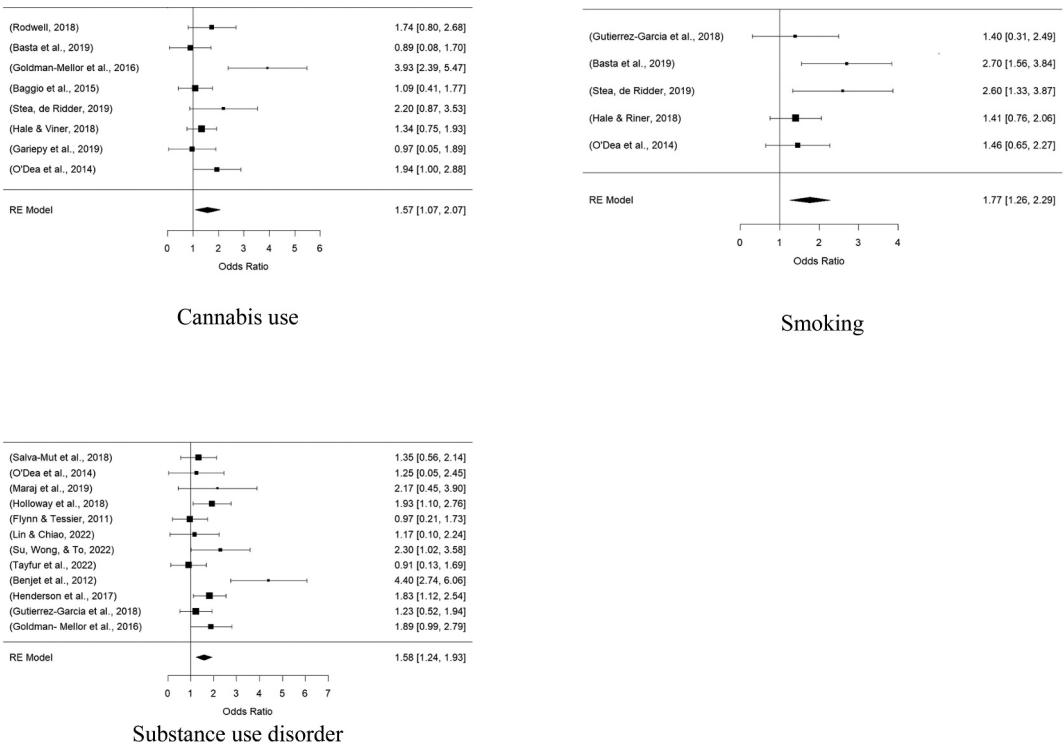 (Rodwell, 2018) 1.74 [0.80, 2.68]
(Basta et al., 2019) 0.89 [0.08, 1.70]
(Goldman-Mellor et al., 2016) 3.93 [2.39, 5.47]
(Baggio et al., 2015) 1.09 [0.41, 1.77]
(Stea, de Ridder, 2019) 2.20 [0.87, 3.53]
(Hale & Viner, 2018) 1.34 [0.75, 1.93]
(Gariepy et al., 2019) 0.97 [0.05, 1.89]
(O'Dea et al., 2014) 1.94 [1.00, 2.88]
RE Model 1.57 [1.07, 2.07]
0 1 2 3 4 5 6
Odds Ratio
Cannabis use
(Gutierrez-Garcia et al., 2018) 1.40 [0.31, 2.49]
(Basta et al., 2019) 2.70 [1.56, 3.84]
(Stea, de Ridder, 2019) 2.60 [1.33, 3.87]
(Hale & Riner, 2018) 1.41 [0.76, 2.06]
(O'Dea et al., 2014) 1.46 [0.65, 2.27]
RE Model 1.77 [1.26, 2.29]
0 1 2 3 4
Odds Ratio
Smoking
(Salva-Mut et al., 2018) 1.35 [0.56, 2.14]
(O'Dea et al., 2014) 1.25 [0.05, 2.45]
(Maraj et al., 2019) 2.17 [0.45, 3.90]
(Holloway et al., 2018) 1.93 [1.10, 2.76]
(Flynn & Tessier, 2011) 0.97 [0.21, 1.73]
(Lin & Chiao, 2022) 1.17 [0.10, 2.24]
(Su, Wong, & To, 2022) 2.30 [1.02, 3.58]
(Tayfur et al., 2022) 0.91 [0.13, 1.69]
(Benjet et al., 2012) 4.40 [2.74, 6.06]
(Henderson et al., 2017) 1.83 [1.12, 2.54]
(Gutierrez-Garcia et al., 2018) 1.23 [0.52, 1.94]
(Goldman- Mellor et al., 2016) 1.89 [0.99, 2.79]
RE Model 1.58 [1.24, 1.93]
0 1 2 3 4 5 6 7
Odds Ratio
Substance use disorder